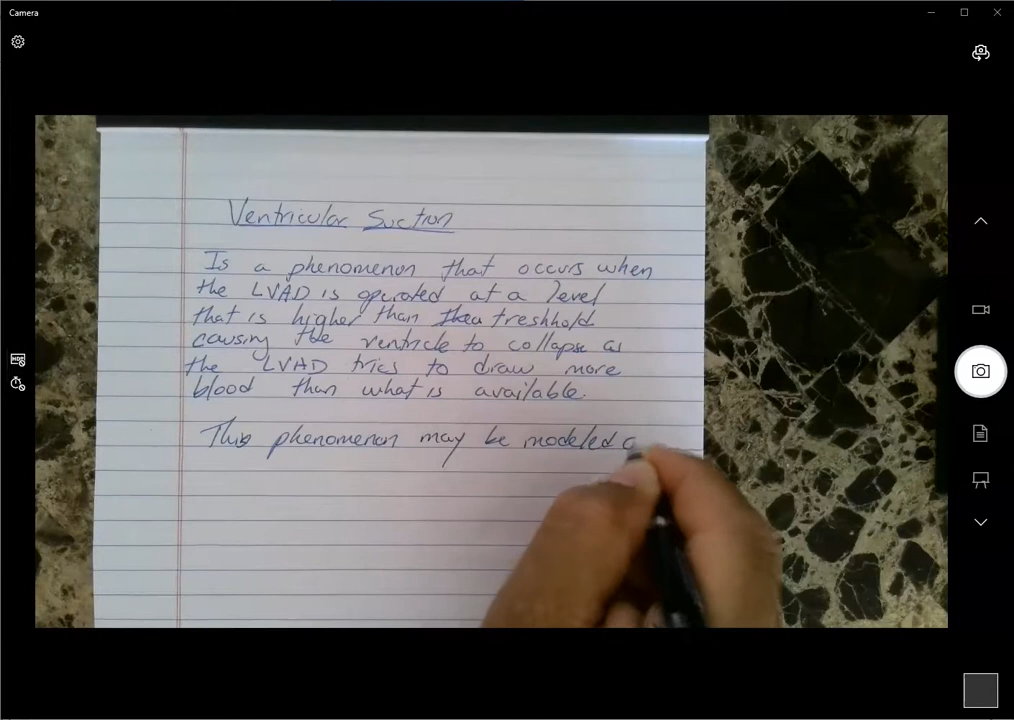 Camera
Ventricular Suction
Is a phenomenon that occurs when
the LVAD is operated at a level
that is higher than a treshhold
causing the ventricle to collapse as
the LVAD tries to draw more
blood than what is available.
This phenomenon may be modeled a